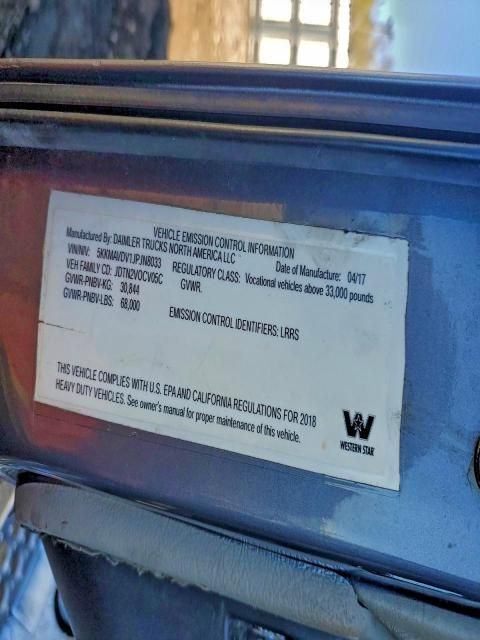 VEHICLE EMISSION CONTROL INFORMATION
Manufactured By: DAIMLER TRUCKS NORTH AMERICA LLC Date of Manufacture: 04/17
VIN/NIV: 5KKMAVDV1JPJN8033 REGULATORY CLASS: Vocational vehicles above 33,000 pounds
VEH FAMILY CD: JDTN2VOCV05C GVWR.
GVWR-PNBV-KG: 30,844
GVWR-PNBV-LBS: 68,000 EMISSION CONTROL IDENTIFIERS: LRRS
THIS VEHICLE COMPLIES WITH U.S. EPA AND CALIFORNIA REGULATIONS FOR 2018
HEAVY DUTY VEHICLES. See owner's manual for proper maintenance of this vehicle.
WESTERN STAR